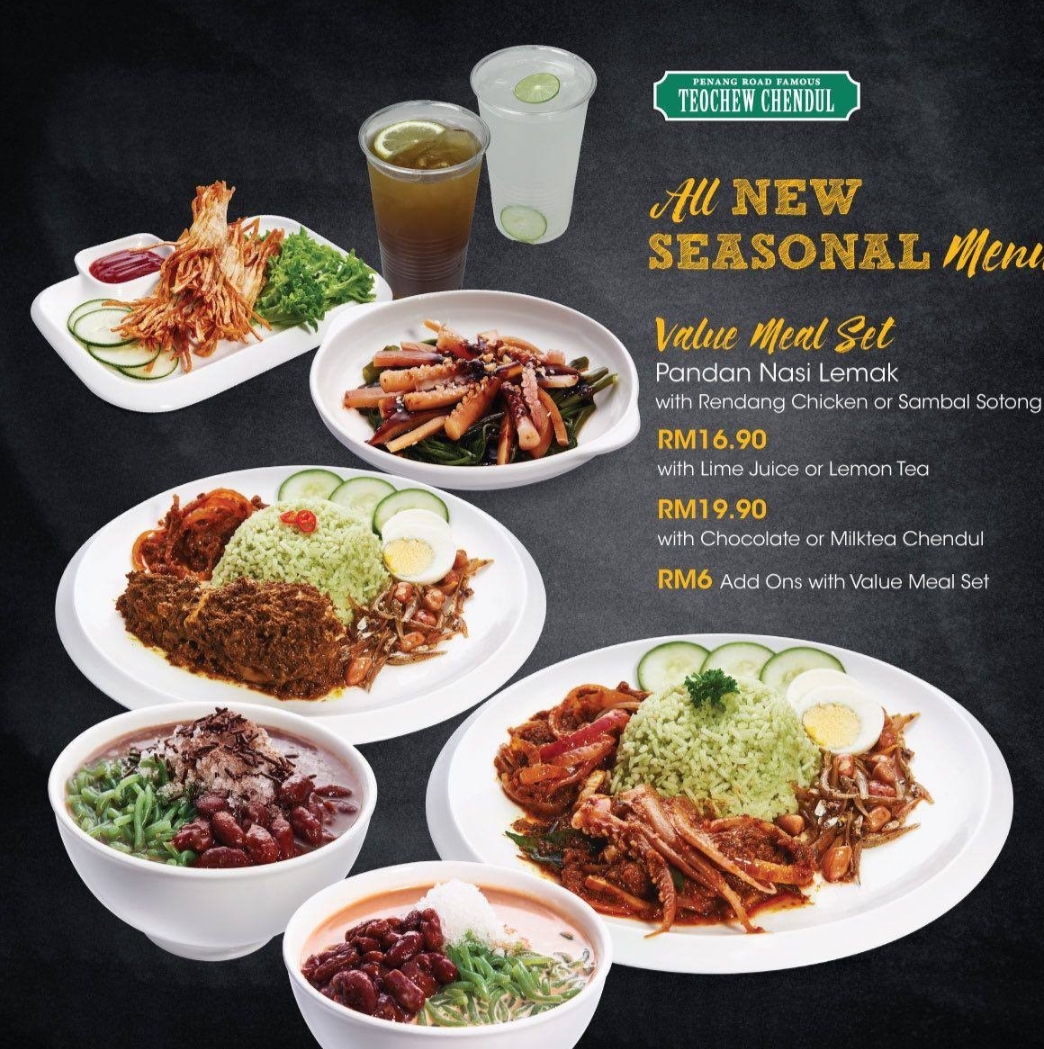 PENANG ROAD FAMOUS
TEOCHEW CHENDUL
All NEW
SEASONAL Menu
Value Meal Set
Pandan Nasi Lemak
with Rendang Chicken or Sambal Sotong
RM16.90
with Lime Juice or Lemon Tea
RM19.90
with Chocolate or Milktea Chendul
RM6 Add Ons with Value Meal Set